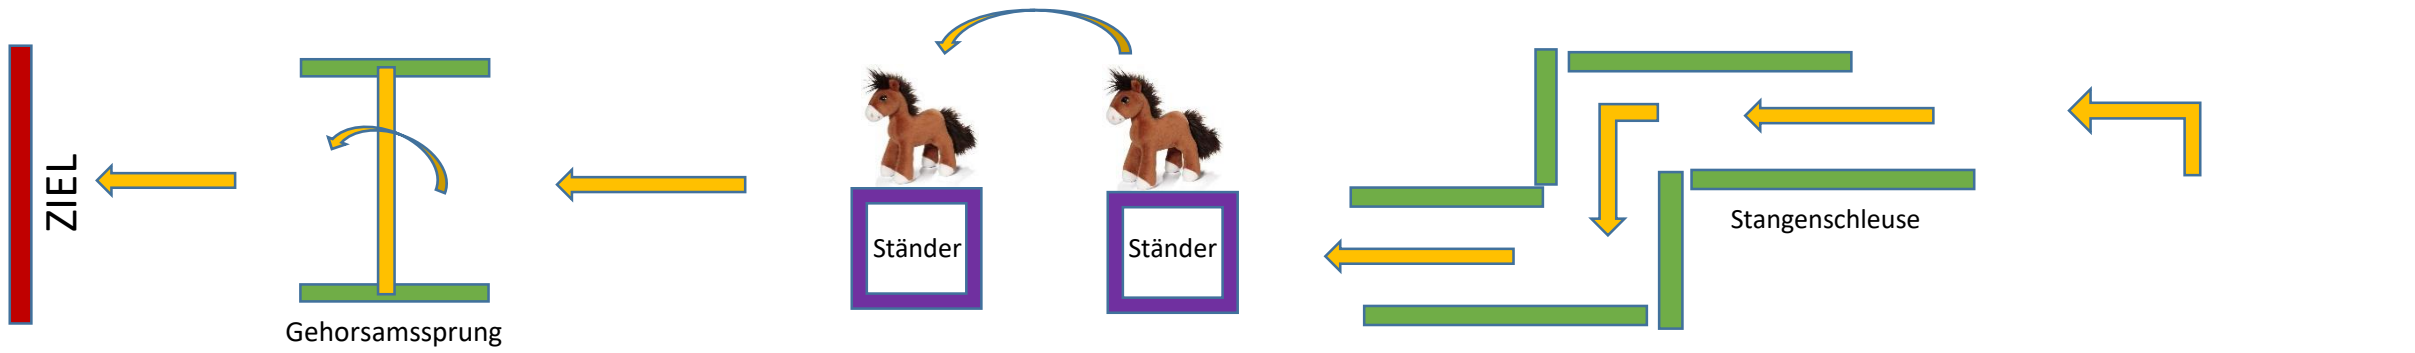 ZIEL
Gehorsamssprung
Ständer
Ständer
Stangenschleuse